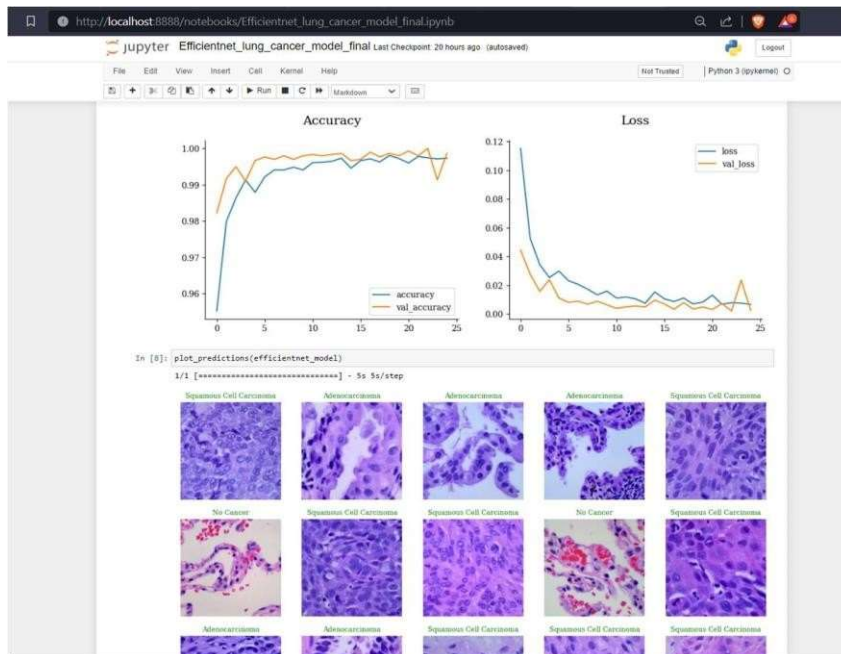 http://localhost:8888/notebooks/Efficientnet_lung_cancer_model_final.ipynb
jupyter Efficientnet_lung_cancer_model_final Last Checkpoint: 20 hours ago (autosaved)
Logout
File Edit View Insert Cell Kernel Help
Not Trusted
Python 3 (ipykernel)
Run
Markdown
Accuracy
1.00
0.99
0.98
0.97
0.96
0 5 10 15 20 25
accuracy
val_accuracy
Loss
0.12
0.10
0.08
0.06
0.04
0.02
0.00
0 5 10 15 20 25
loss
val_loss
In [8]: plot_predictions(efficientnet_model)
1/1 [==============================] - 5s 5s/step
Squamous Cell Carcinoma Adenocarcinoma Adenocarcinoma Adenocarcinoma Squamous Cell Carcinoma
No Cancer Squamous Cell Carcinoma Squamous Cell Carcinoma No Cancer Squamous Cell Carcinoma
Adenocarcinoma Adenocarcinoma Squamous Cell Carcinoma Squamous Cell Carcinoma Squamous Cell Carcinoma